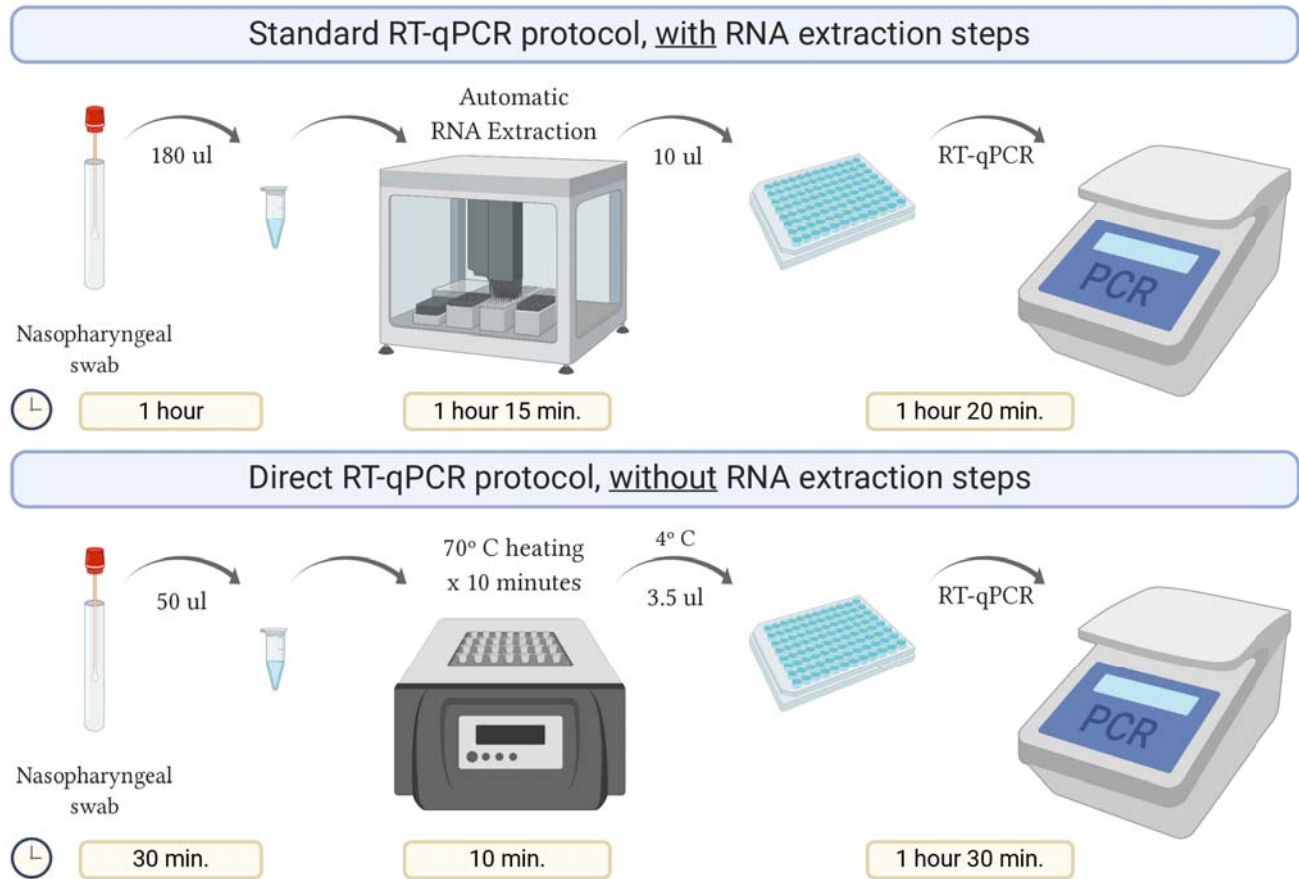 Standard RT-qPCR protocol, with RNA extraction steps
Automatic
RNA Extraction
180 ul
10 ul
RT-qPCR
PCR
Nasopharyngeal
swab
1 hour
1 hour 15 min.
1 hour 20 min.
Direct RT-qPCR protocol, without RNA extraction steps
70º C heating
x 10 minutes
4º C
50 ul
3.5 ul
RT-qPCR
PCR
Nasopharyngeal
swab
30 min.
10 min.
1 hour 30 min.